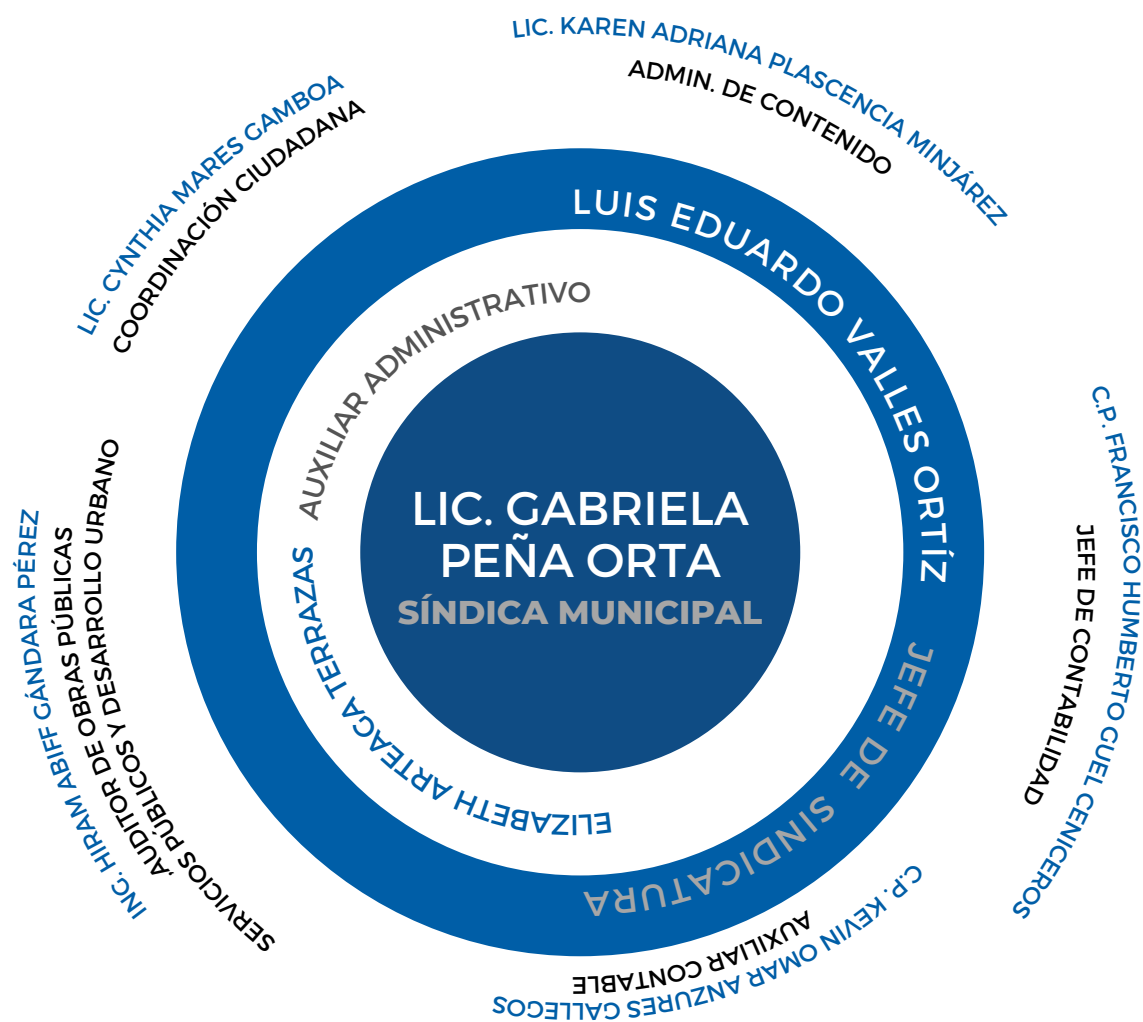 LIC. GABRIELA
PEÑA ORTA
SÍNDICA MUNICIPAL
ELIZABETH ARTEAGA TERRAZAS
AUXILIAR ADMINISTRATIVO
LUIS EDUARDO VALLES ORTÍZ
JEFE DE SINDICATURA
LIC. KAREN ADRIANA PLASCENCIA MINJÁREZ
ADMIN. DE CONTENIDO
C.P. FRANCISCO HUMBERTO GUEL CENICEROS
JEFE DE CONTABILIDAD
C.P. KEVIN OMAR ANZURES GALLEGOS
AUXILIAR CONTABLE
ING. HIRAM ABIFF GÁNDARA PÉREZ
,AUDITOR DE OBRAS PÚBLICAS
SERVICIOS PÚBLICOS Y DESARROLLO URBANO
LIC. CYNTHIA MARES GAMBOA
COORDINACIÓN CIUDADANA